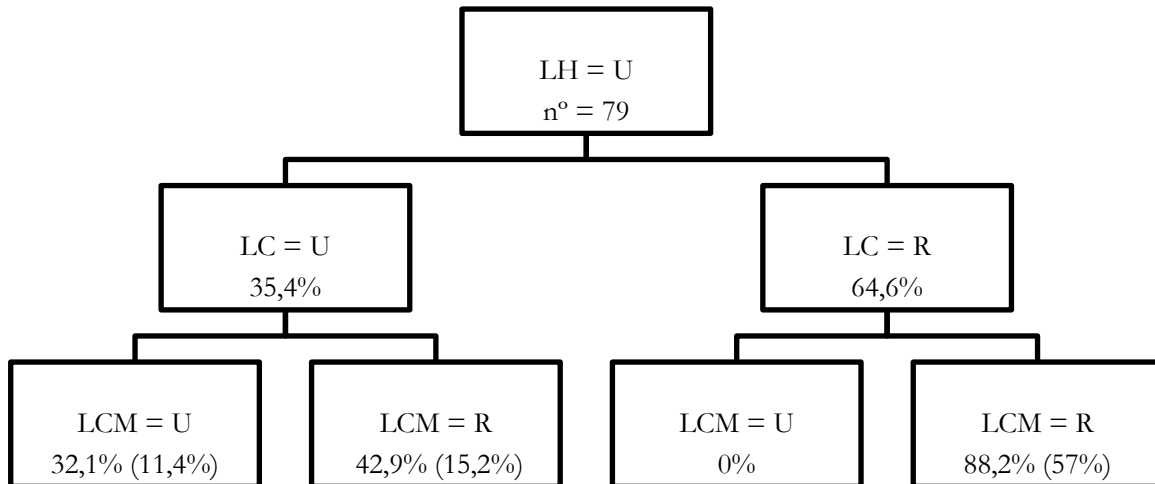 LH = U
nº = 79
LC = U
35,4%
LC = R
64,6%
LCM = U
32,1% (11,4%)
LCM = R
42,9% (15,2%)
LCM = U
0%
LCM = R
88,2% (57%)